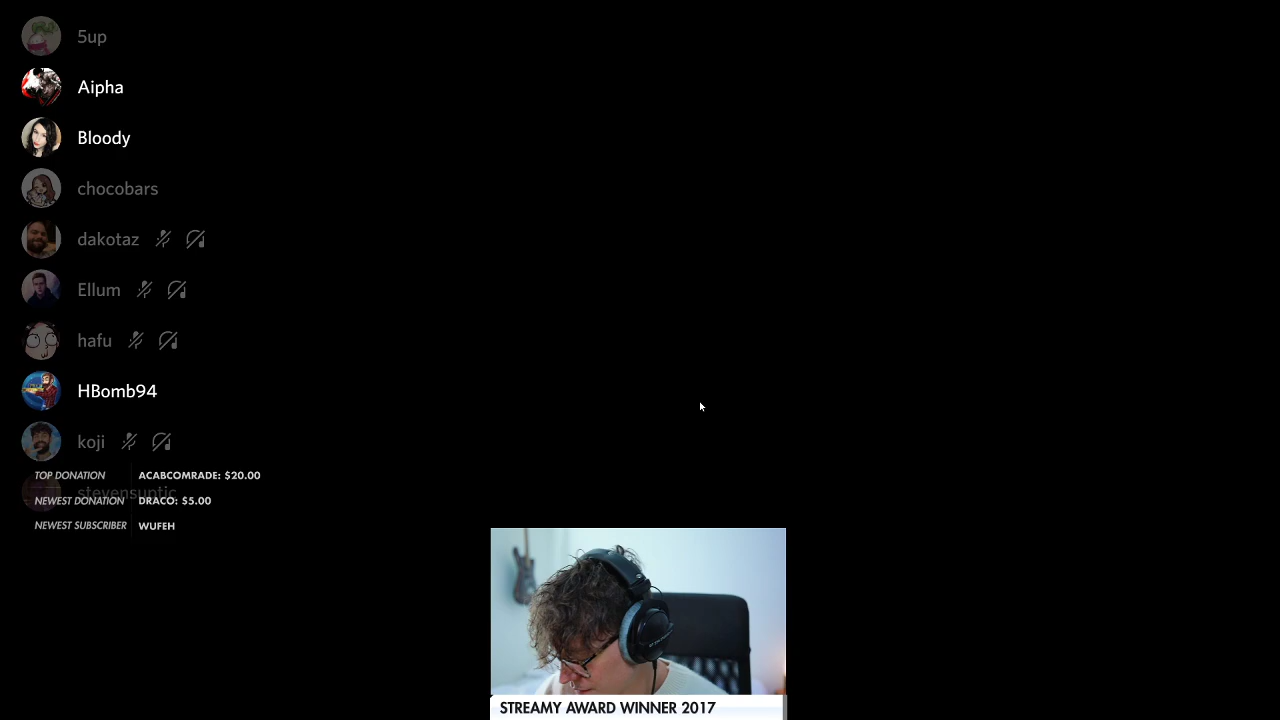 5up
Aipha
Bloody
chocobars
dakotaz
Ellum
hafu
HBomb94
koji
stevensuptic
TOP DONATION ACABCOMRADE: $20.00
NEWEST DONATION DRACO: $5.00
NEWEST SUBSCRIBER WUFEH
STREAMY AWARD WINNER 2017